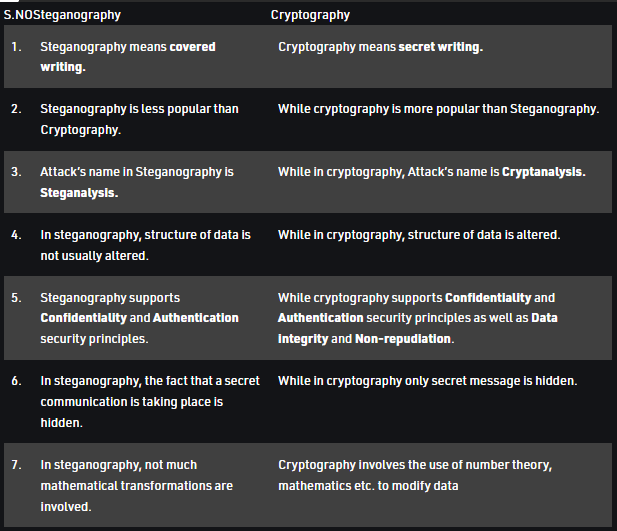 S.NO Steganography Cryptography
1. Steganography means covered Cryptography means secret writing.
writing.
2. Steganography is less popular than While cryptography is more popular than Steganography.
Cryptography.
3. Attack's name in Steganography is While in cryptography, Attack's name is Cryptanalysis.
Steganalysis.
4. In steganography, structure of data is While in cryptography, structure of data is altered.
not usually altered.
5. Steganography supports While cryptography supports Confidentiality and
Confidentiality and Authentication Authentication security principles as well as Data
security principles. integrity and Non-repudiation.
6. In steganography, the fact that a secret While in cryptography only secret message is hidden.
communication is taking place is
hidden.
7. In steganography, not much Cryptography involves the use of number theory,
mathematical transformations are mathematics etc. to modify data
involved.